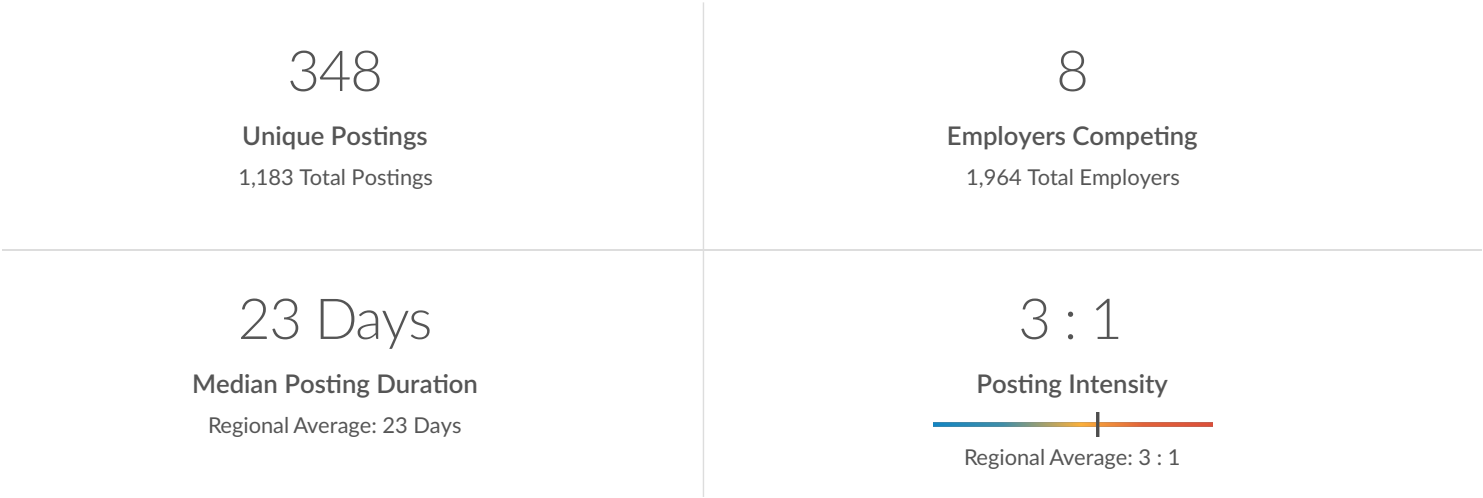 348
Unique Postings
1,183 Total Postings
8
Employers Competing
1,964 Total Employers
23 Days
Median Posting Duration
Regional Average: 23 Days
3 : 1
Posting Intensity
Regional Average: 3 : 1